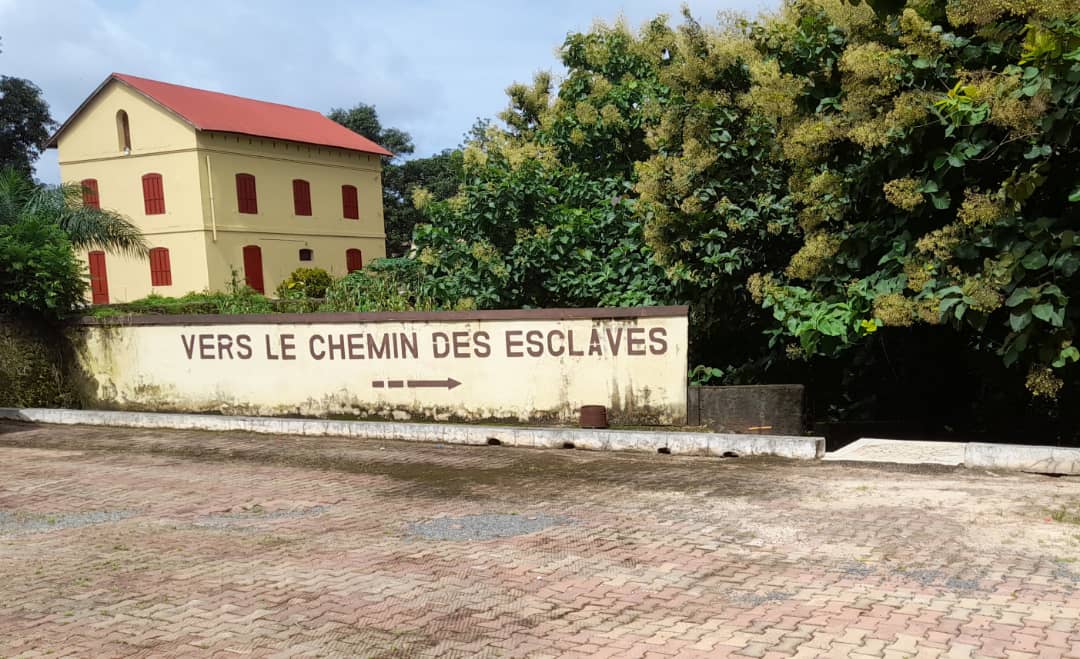 VERS LE CHEMIN DES ESCLAVES